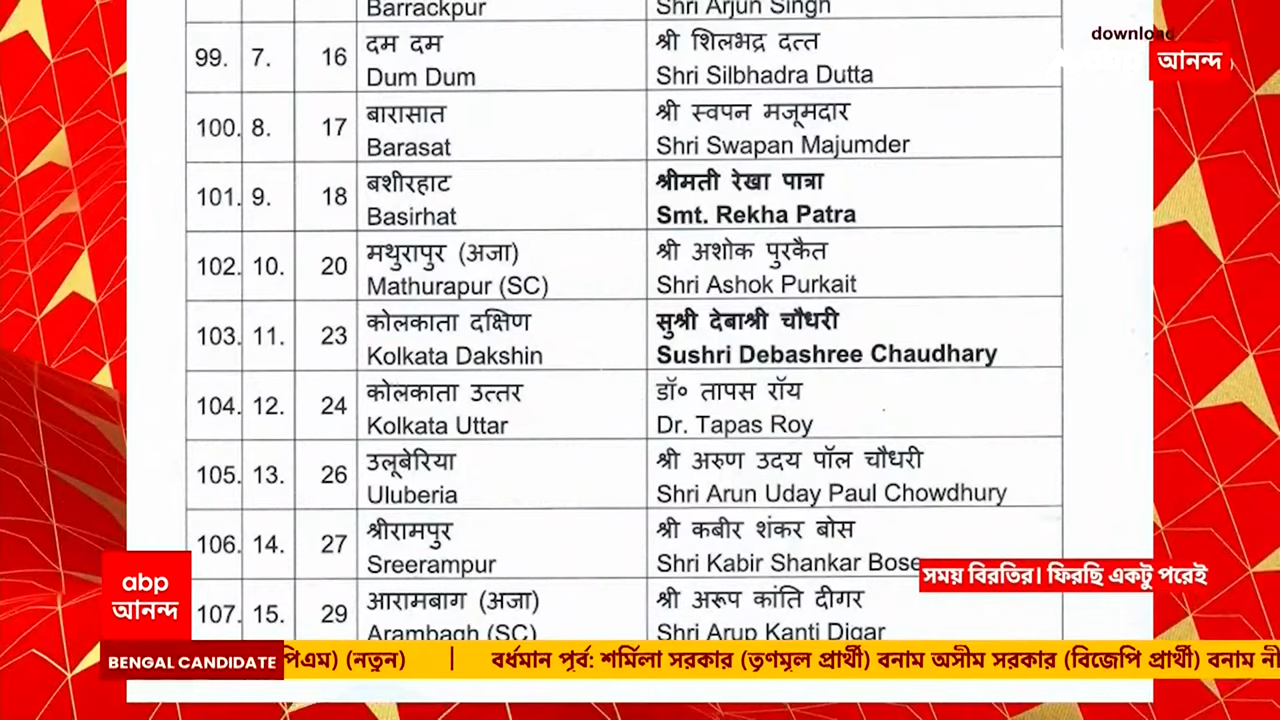 Barrackpur
Shri Arjun Singh
download
আনন্দ
99. 7. 16 दम दम श्री शिलभद्र दत्त
Dum Dum Shri Silbhadra Dutta
100. 8. 17 बारासात श्री स्वपन मजूमदार
Barasat Shri Swapan Majumder
101. 9. 18 बशीरहाट श्रीमती रेखा पात्रा
Basirhat Smt. Rekha Patra
102. 10. 20 मथुरापुर (अजा) श्री अशोक पुरकैत
Mathurapur (SC) Shri Ashok Purkait
103. 11. 23 कोलकाता दक्षिण सुश्री देबाश्री चौधरी
Kolkata Dakshin Sushri Debashree Chaudhary
104. 12. 24 कोलकाता उत्तर डॉ॰ तापस रॉय
Kolkata Uttar Dr. Tapas Roy
105. 13. 26 उलूबेरिया श्री अरुण उदय पॉल चौधरी
Uluberia Shri Arun Uday Paul Chowdhury
106. 14. 27 श्रीरामपुर श्री कबीर शंकर बोस
Sreerampur Shri Kabir Shankar Bose
সময় বিরতির। ফিরছি একটু পরেই
107. 15. 29 आरामबाग (अजा) श्री अरूप कांति दीगर
Arambagh (SC) Shri Arup Kanti Digar
abp
আনন্দ
BENGAL CANDIDATE
পিএম) (নতুন) | বর্ধমান পূর্ব: শর্মিলা সরকার (তৃণমূল প্রার্থী) বনাম অসীম সরকার (বিজেপি প্রার্থী) বনাম নী